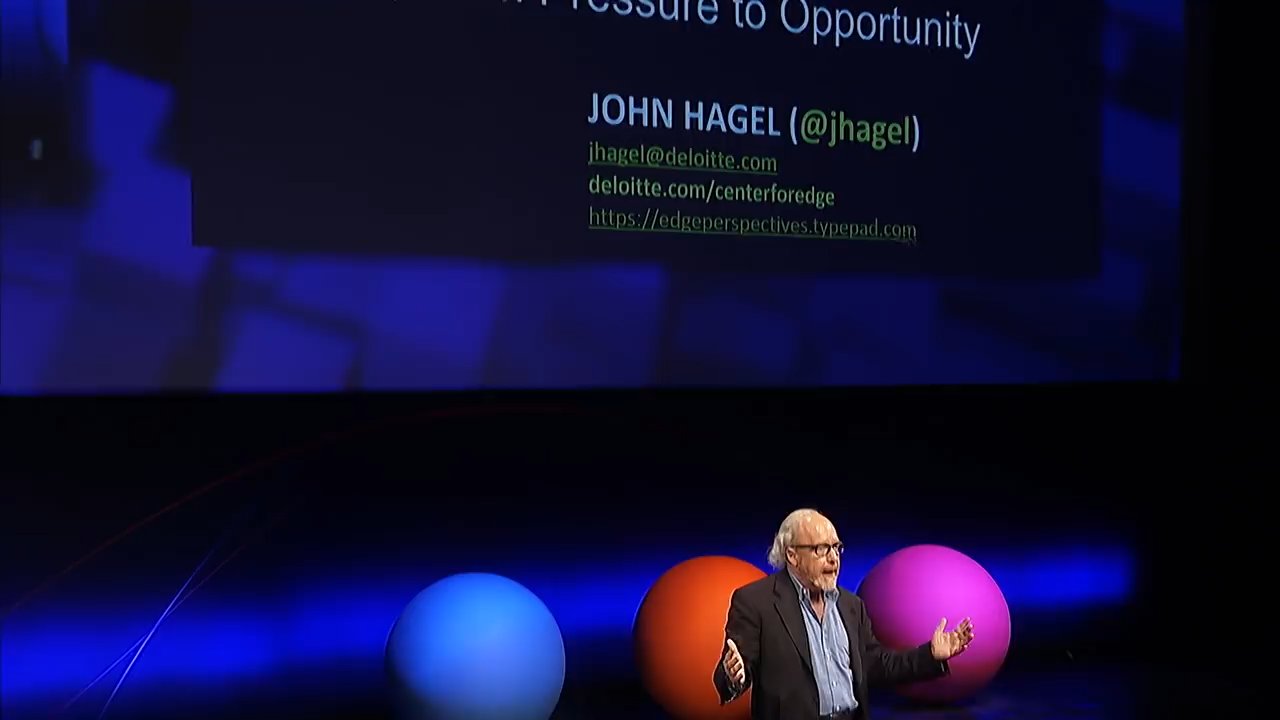 Pressure to Opportunity
JOHN HAGEL (@jhagel)
jhagel@deloitte.com
deloitte.com/centerforedge
https://edgeperspectives.typepad.com